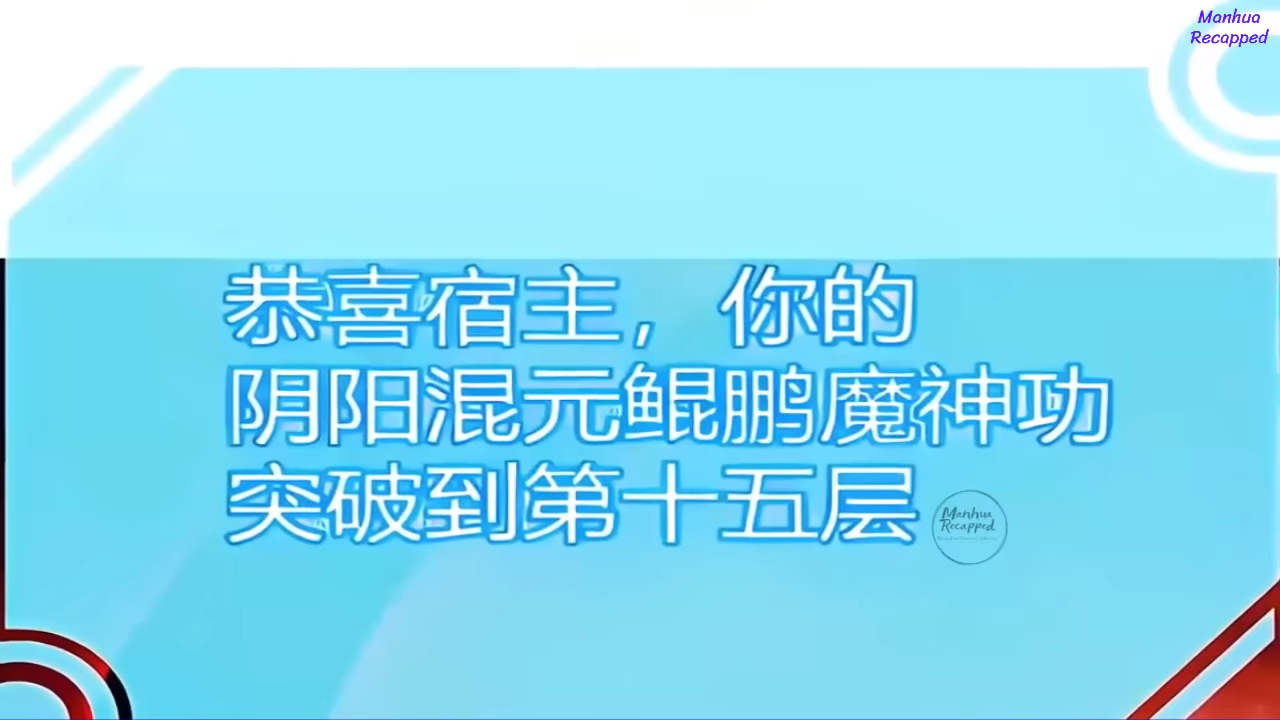 Manhua
Recapped
恭喜宿主，你的
阴阳混元鲲鹏魔神功
突破到第十五层
Manhua
Recapped